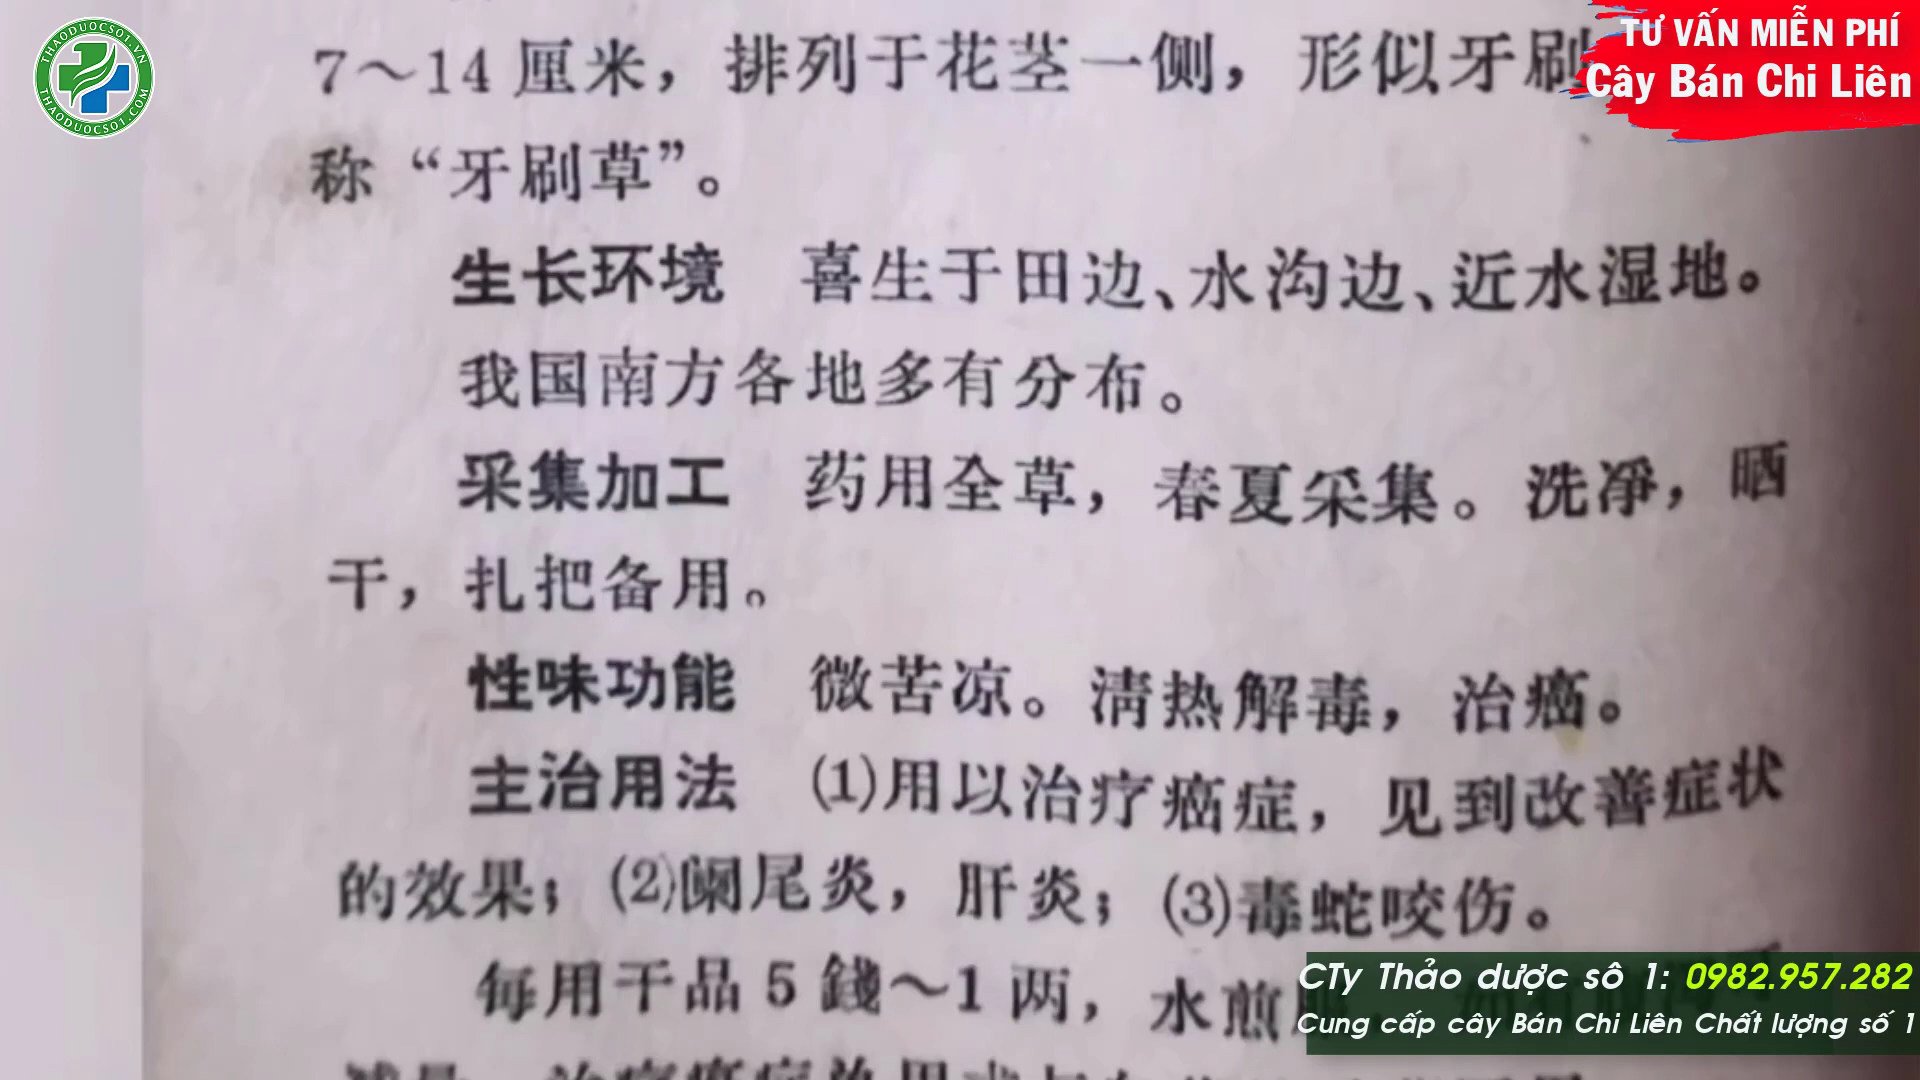 THAODUOCSO1.VN
THAODUOCSO1.COM
TƯ VẤN MIỄN PHÍ
Cây Bán Chi Liên
7～14厘米，排列于花茎一侧，形似牙刷
称“牙刷草”。
生长环境 喜生于田边、水沟边、近水湿地。
我国南方各地多有分布。
采集加工 药用全草，春夏采集。洗淨，晒
干，扎把备用。
性味功能 微苦凉。清热解毒，治癌。
主治用法 (1)用以治疗癌症，见到改善症状
的效果；(2)阑尾炎，肝炎；(3)毒蛇咬伤。
每用干品5錢～1两，水煎
CTy Thảo dược sô 1: 0982.957.282
Cung cấp cây Bán Chi Liên Chất lượng số 1